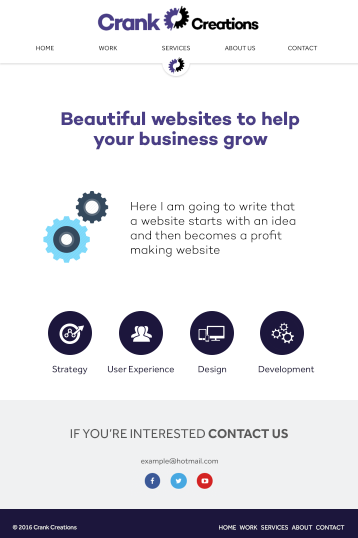 Crank Creations
HOME WORK SERVICES ABOUT US CONTACT
Beautiful websites to help
your business grow
Here I am going to write that
a website starts with an idea
and then becomes a profit
making website
Strategy User Experience Design Development
IF YOU'RE INTERESTED CONTACT US
example@hotmail.com
© 2016 Crank Creations HOME WORK SERVICES ABOUT CONTACT